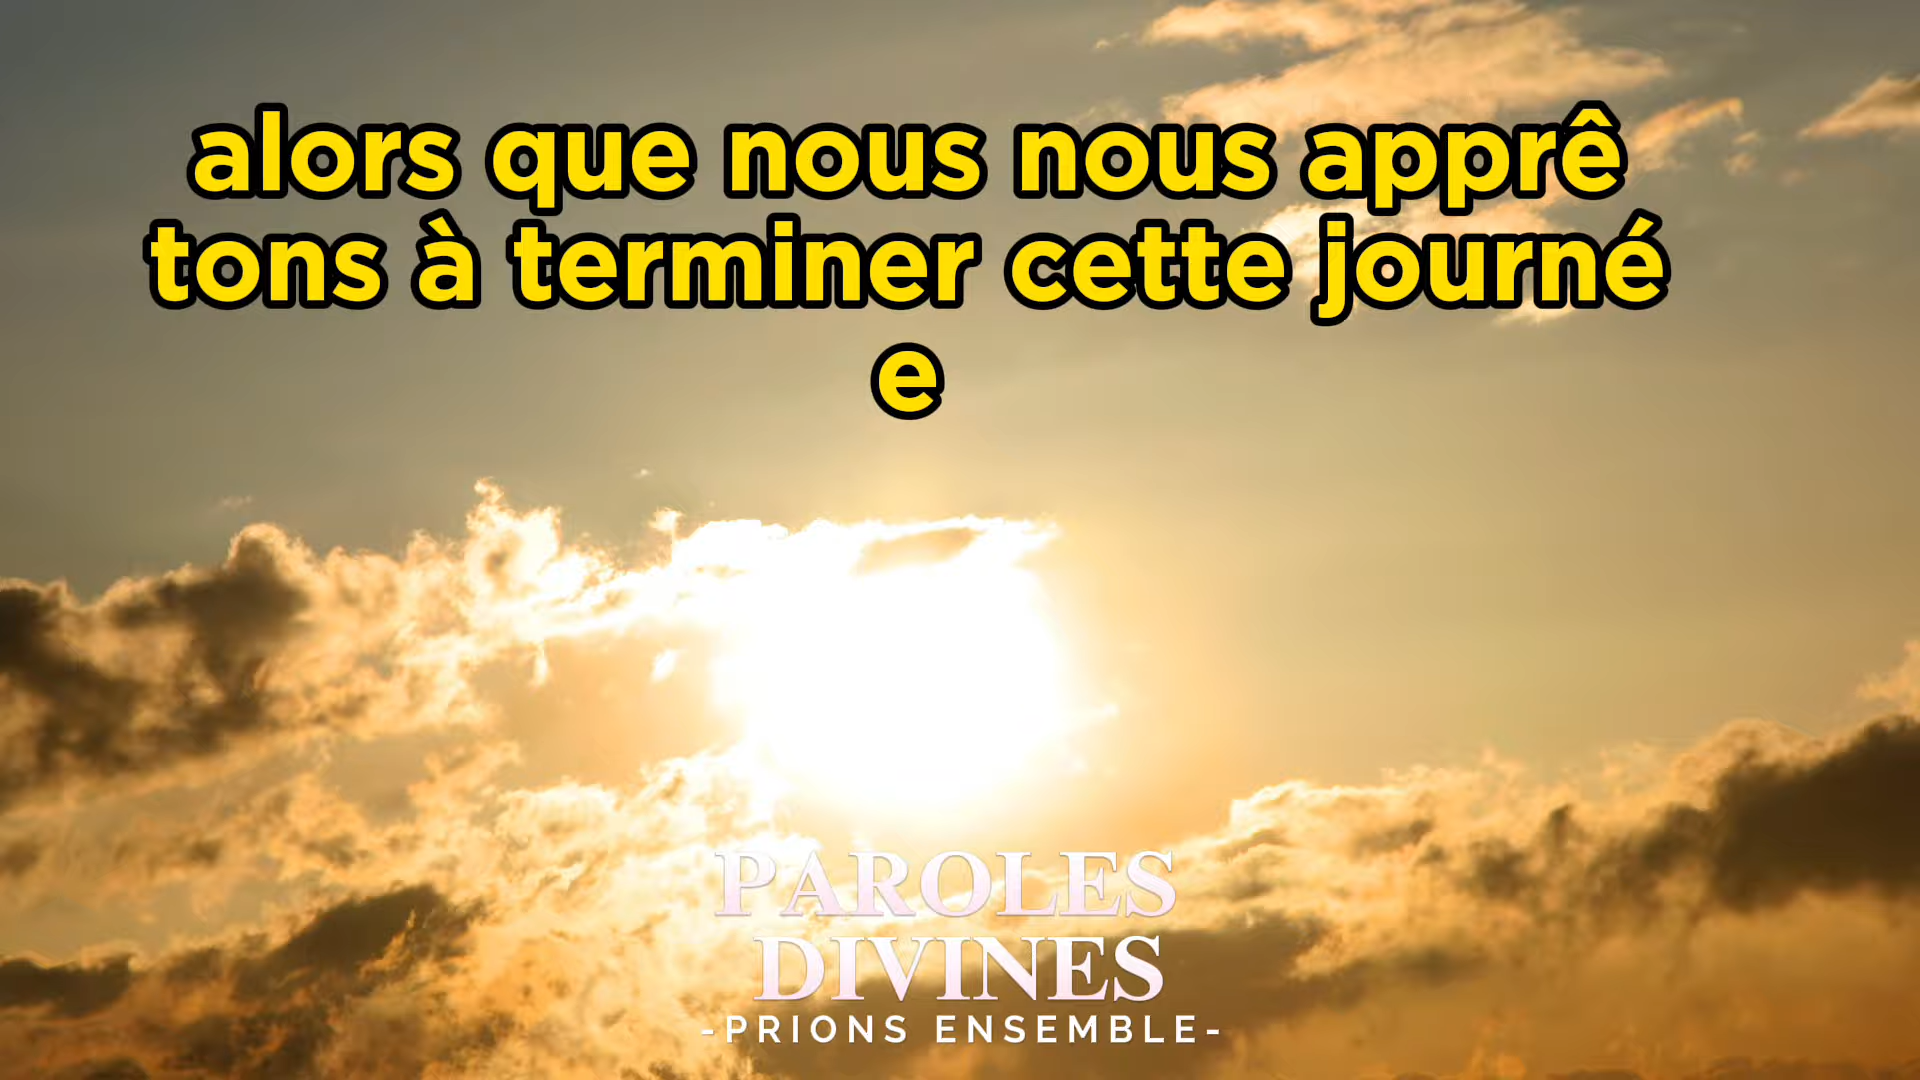 alors que nous nous apprê
tons à terminer cette journé
e
PAROLES
DIVINES
-PRIONS ENSEMBLE-